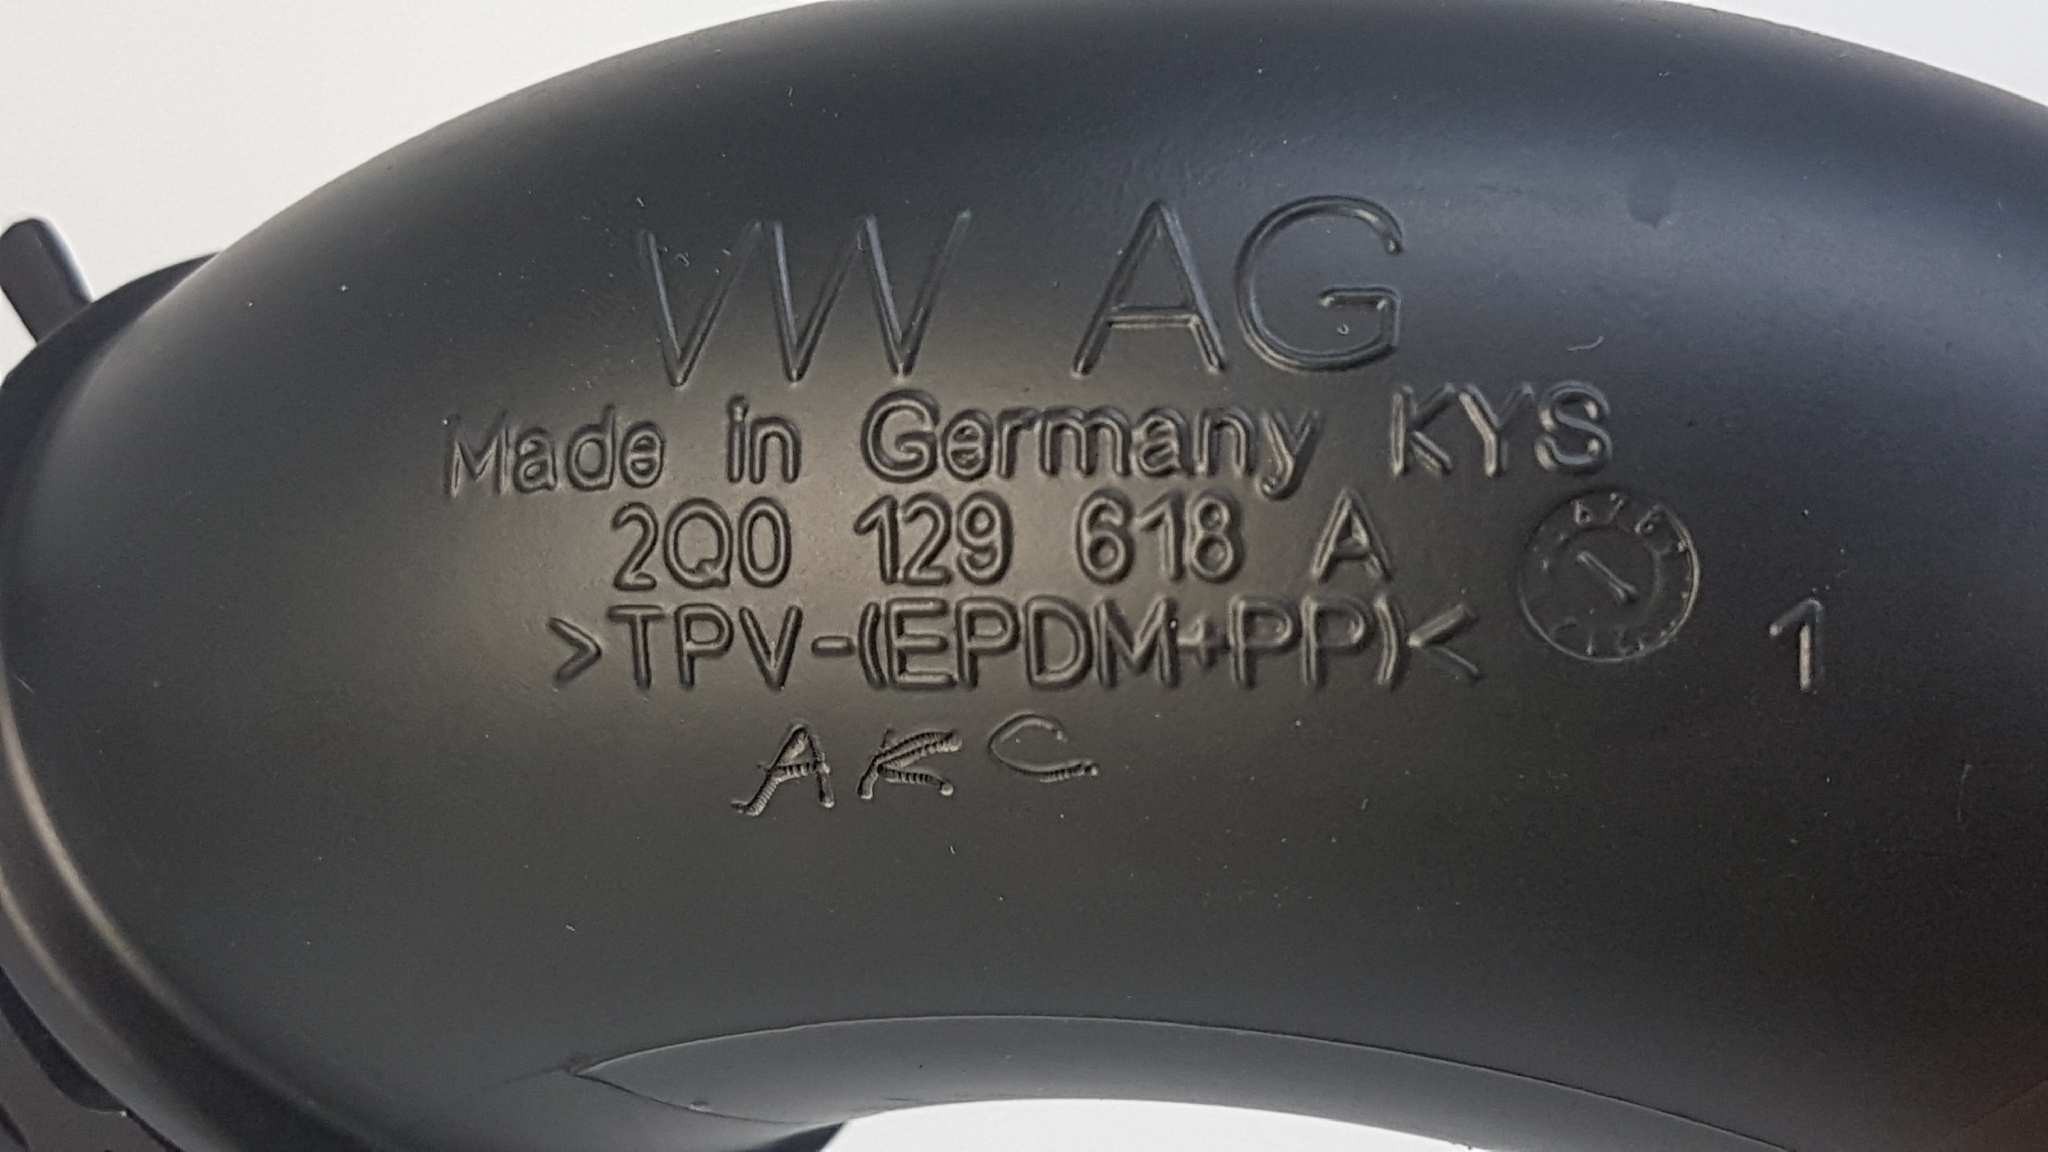 VW AG
Made in Germany KYS
2Q0 129 618 A
>TPV-(EPDM+PP)<
1
AKC